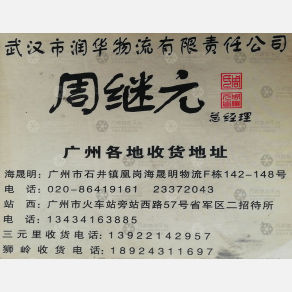 武汉市润华物流有限责任公司
周继元
总经理
广州各地收货地址
海晟明：广州市石井镇凰岗海晟明物流F栋142-148号
电　话：020-86419161　23372043
站　西：广州市火车站旁站西路57号省军区二招待所
电　话：13434163885
三元里收货电话：13922142957
狮岭收货电话：18924311697